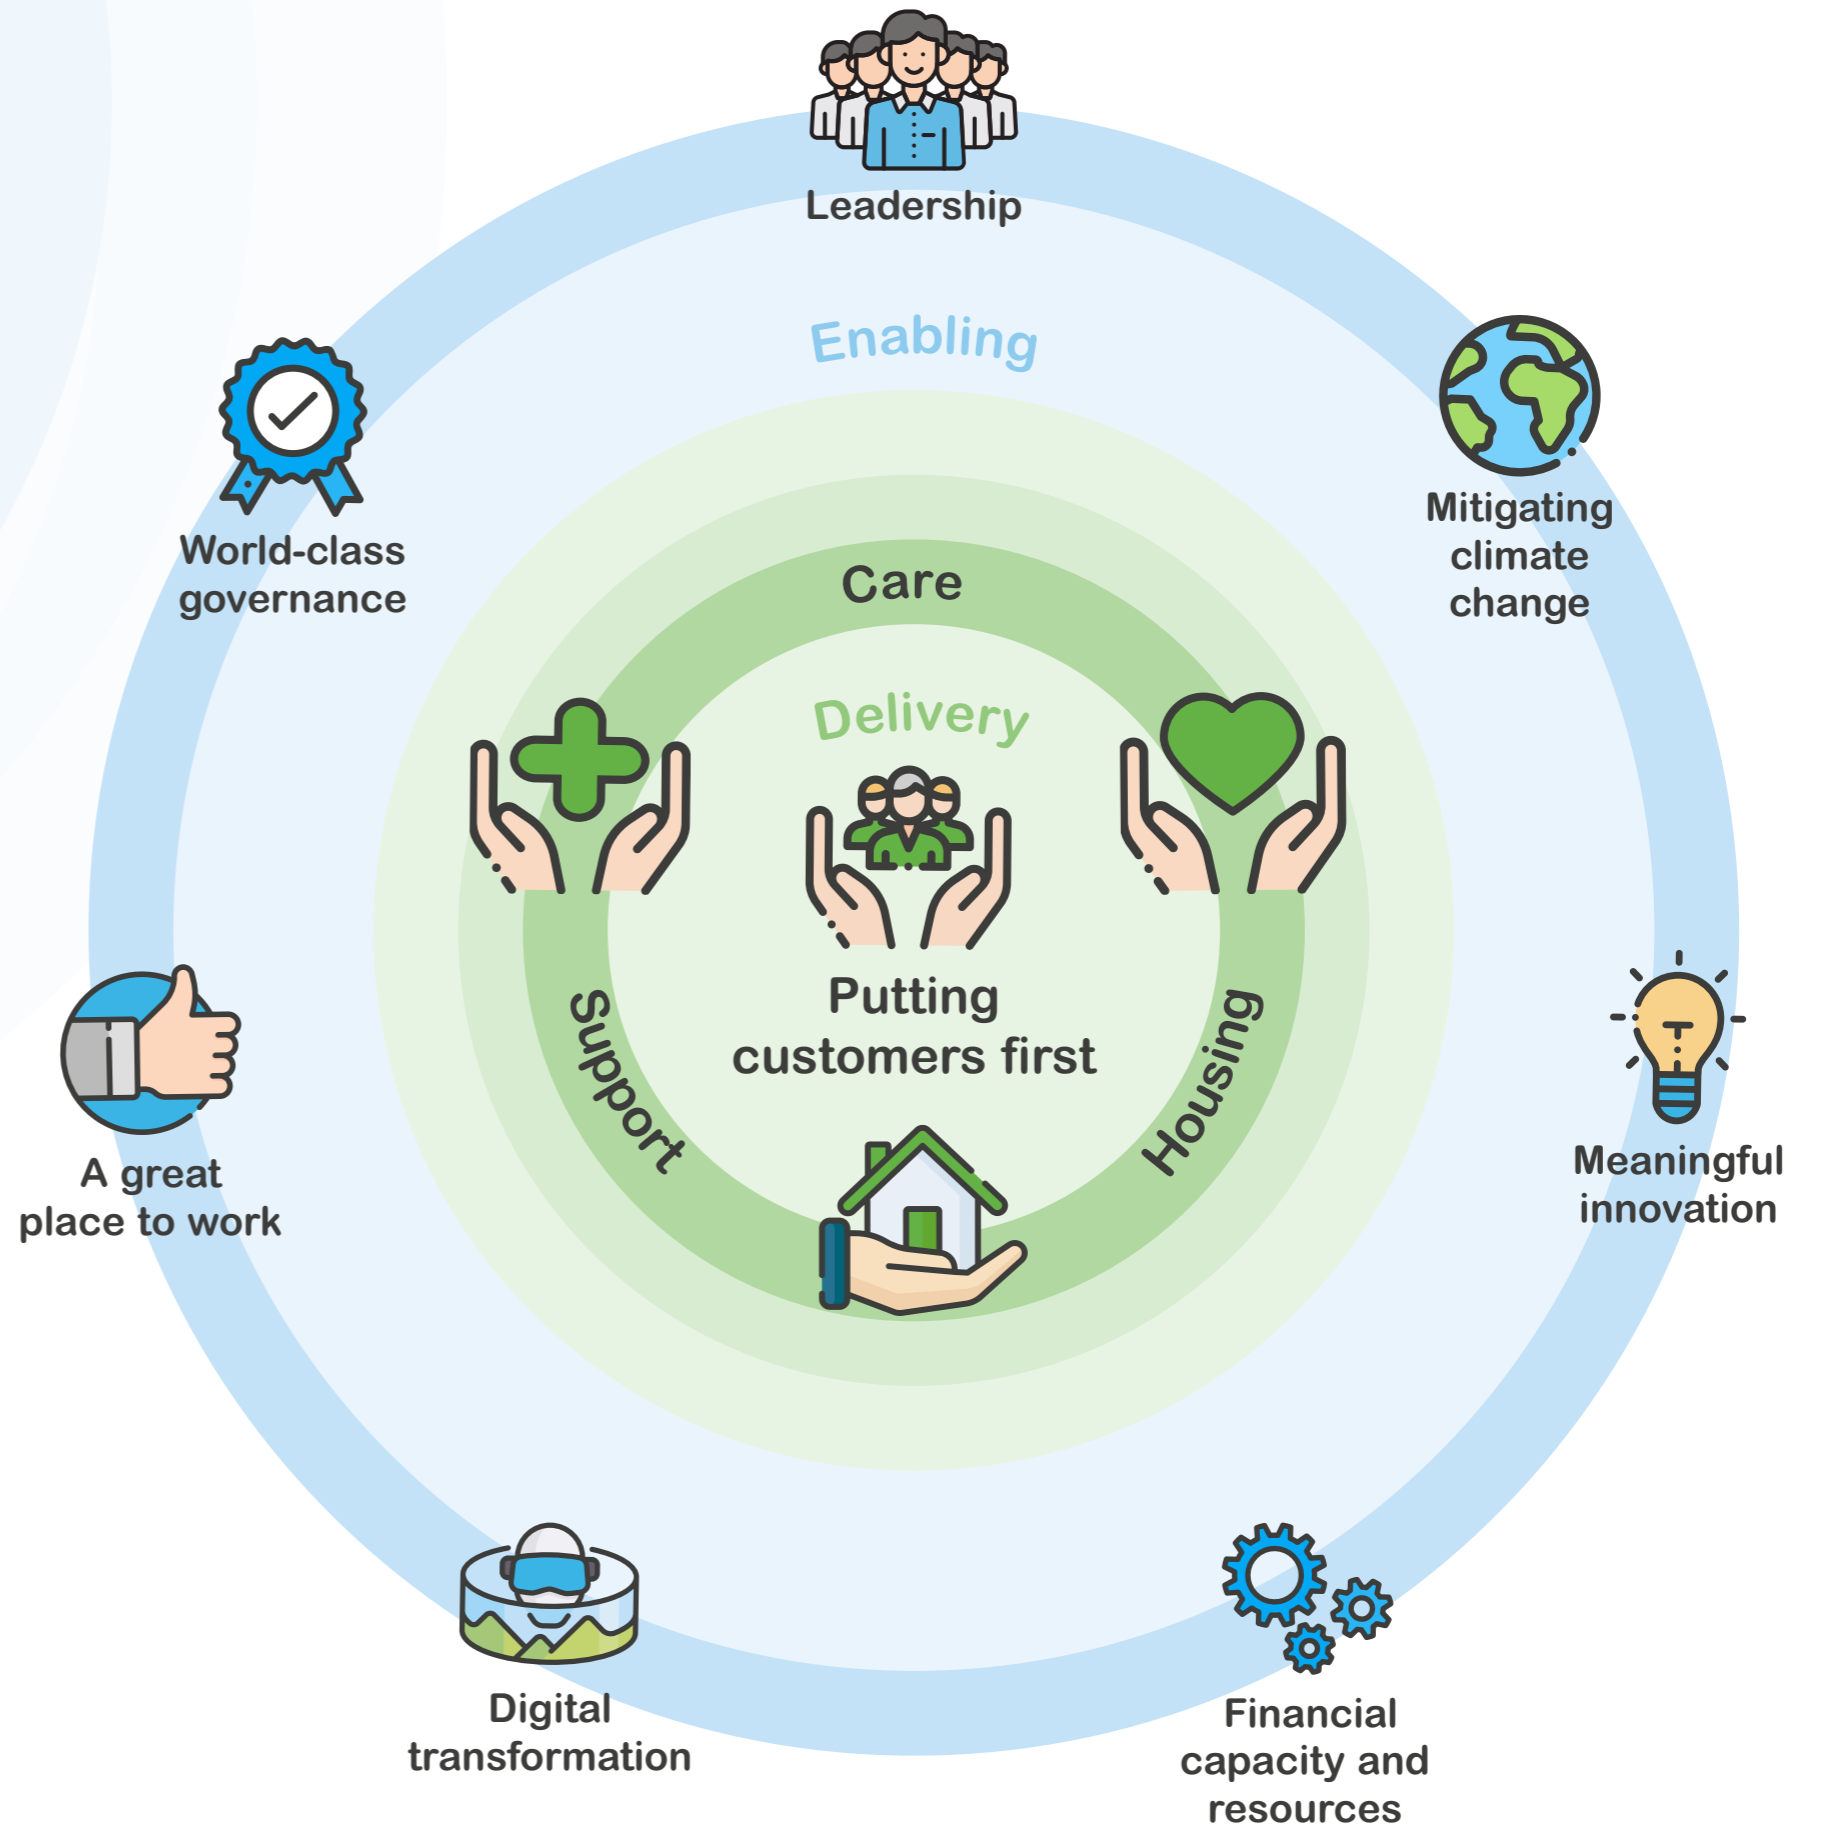 Leadership
Enabling
World-class
governance
Mitigating
climate
change
Care
Delivery
Putting
customers first
Support
Housing
A great
place to work
Meaningful
innovation
Digital
transformation
Financial
capacity and
resources